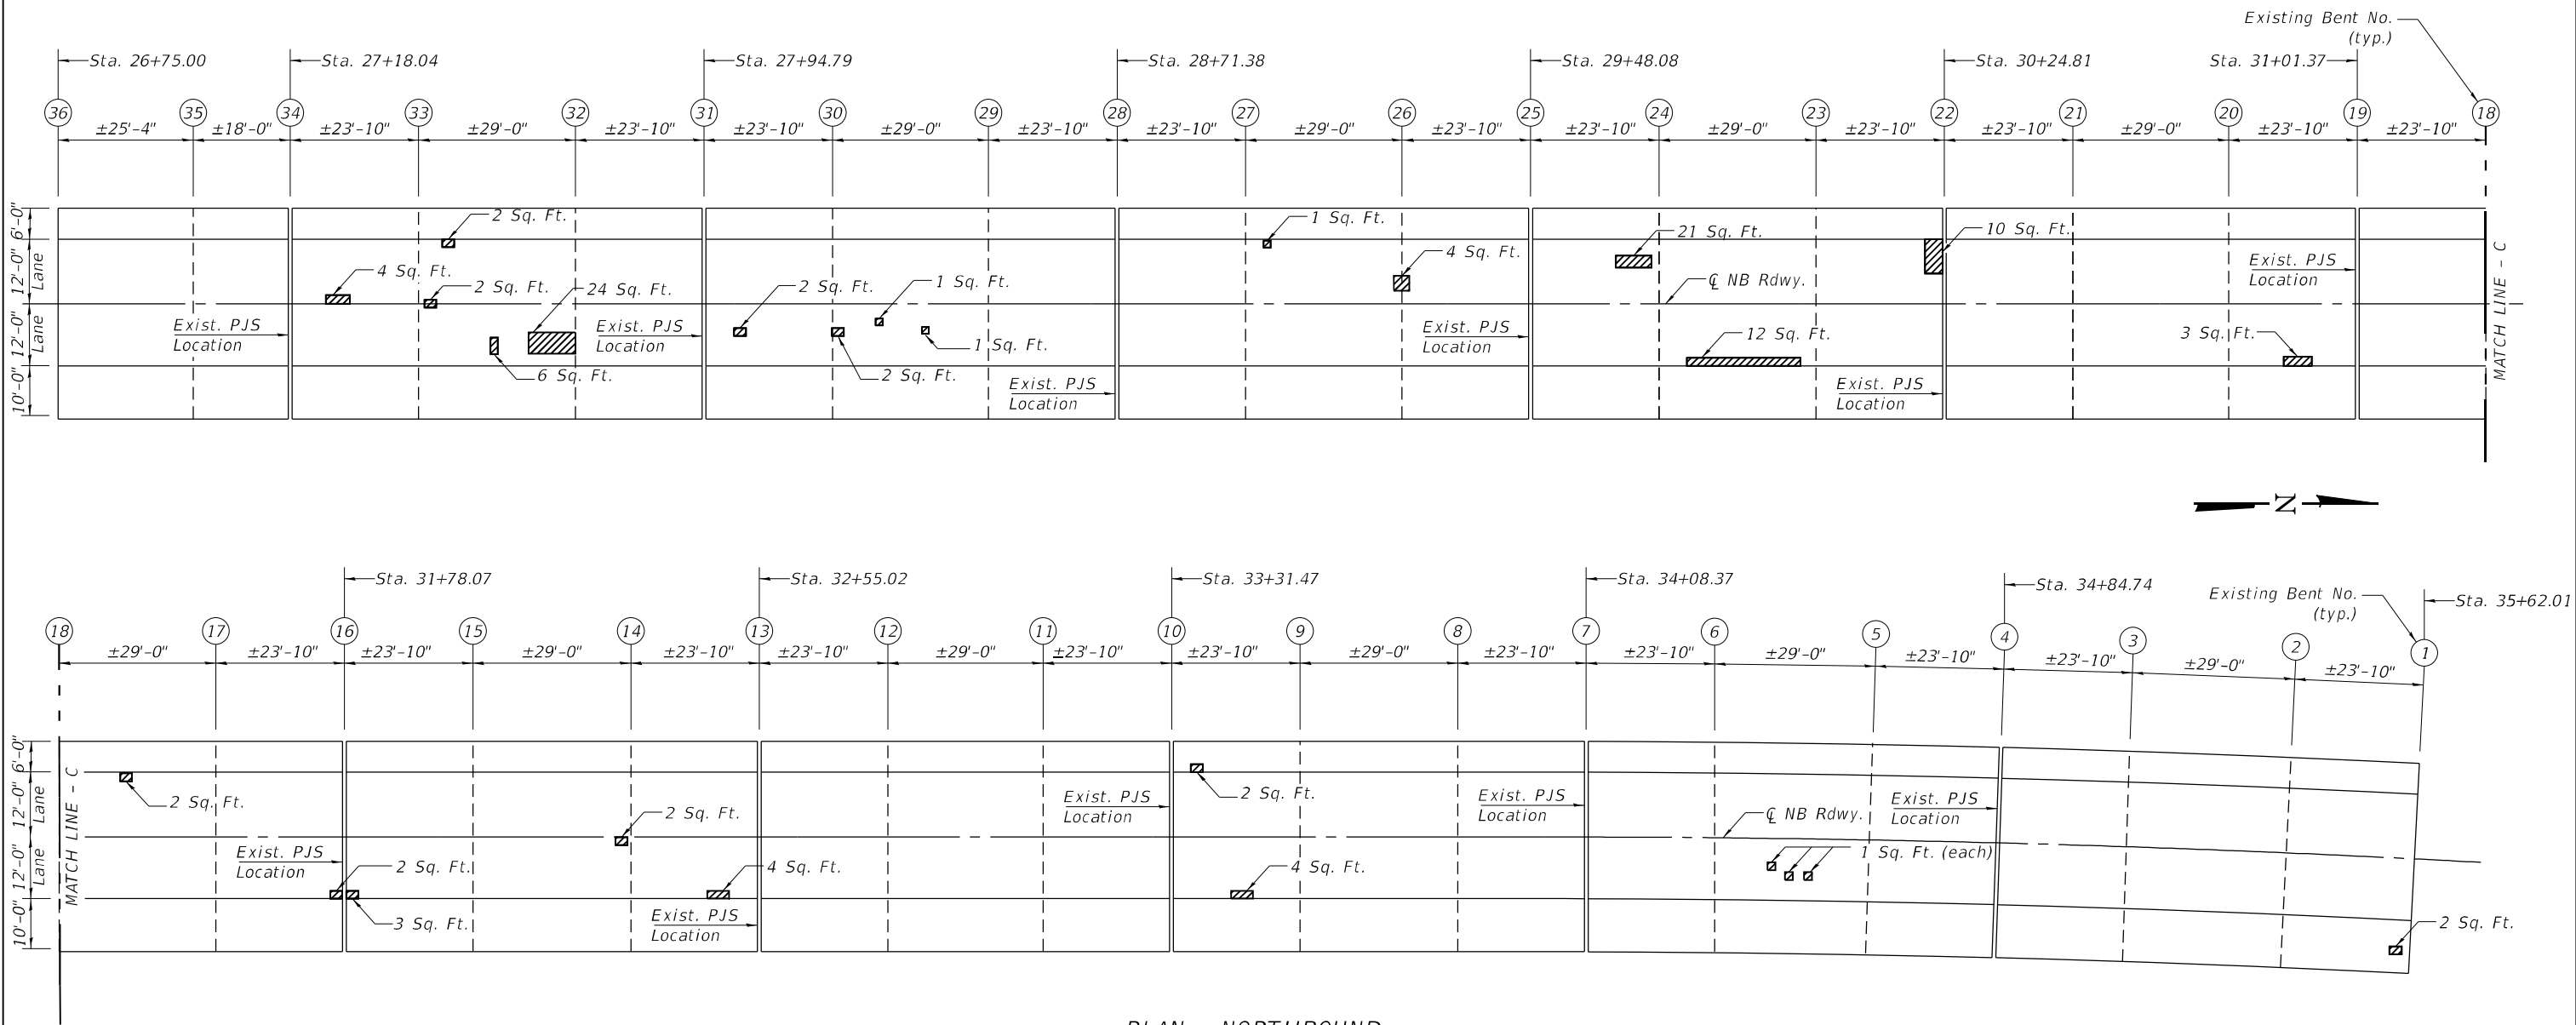 Existing Bent No.
(typ.)
Sta. 26+75.00
Sta. 27+18.04
Sta. 27+94.79
Sta. 28+71.38
Sta. 29+48.08
Sta. 30+24.81
Sta. 31+01.37
36
35
34
33
32
31
30
29
28
27
26
25
24
23
22
21
20
19
18
±25'-4"
±18'-0"
±23'-10"
±29'-0"
±23'-10"
±23'-10"
±29'-0"
±23'-10"
±23'-10"
±29'-0"
±23'-10"
±23'-10"
±29'-0"
±23'-10"
±23'-10"
±29'-0"
±23'-10"
±23'-10"
6'-0"
12'-0"
Lane
12'-0"
Lane
10'-0"
2 Sq. Ft.
4 Sq. Ft.
2 Sq. Ft.
24 Sq. Ft.
6 Sq. Ft.
2 Sq. Ft.
1 Sq. Ft.
1 Sq. Ft.
2 Sq. Ft.
1 Sq. Ft.
4 Sq. Ft.
21 Sq. Ft.
10 Sq. Ft.
℄ NB Rdwy.
12 Sq. Ft.
3 Sq. Ft.
Exist. PJS
Location
Exist. PJS
Location
Exist. PJS
Location
Exist. PJS
Location
Exist. PJS
Location
Exist. PJS
Location
MATCH LINE - C
N
Sta. 31+78.07
Sta. 32+55.02
Sta. 33+31.47
Sta. 34+08.37
Sta. 34+84.74
Existing Bent No.
(typ.)
Sta. 35+62.01
18
17
16
15
14
13
12
11
10
9
8
7
6
5
4
3
2
1
±29'-0"
±23'-10"
±23'-10"
±29'-0"
±23'-10"
±23'-10"
±29'-0"
±23'-10"
±23'-10"
±29'-0"
±23'-10"
±23'-10"
±29'-0"
±23'-10"
±23'-10"
±29'-0"
±23'-10"
6'-0"
12'-0"
Lane
12'-0"
Lane
10'-0"
MATCH LINE - C
2 Sq. Ft.
Exist. PJS
Location
2 Sq. Ft.
3 Sq. Ft.
2 Sq. Ft.
4 Sq. Ft.
Exist. PJS
Location
Exist. PJS
Location
2 Sq. Ft.
4 Sq. Ft.
Exist. PJS
Location
℄ NB Rdwy.
Exist. PJS
Location
1 Sq. Ft. (each)
2 Sq. Ft.
PLAN - NORTHBOUND